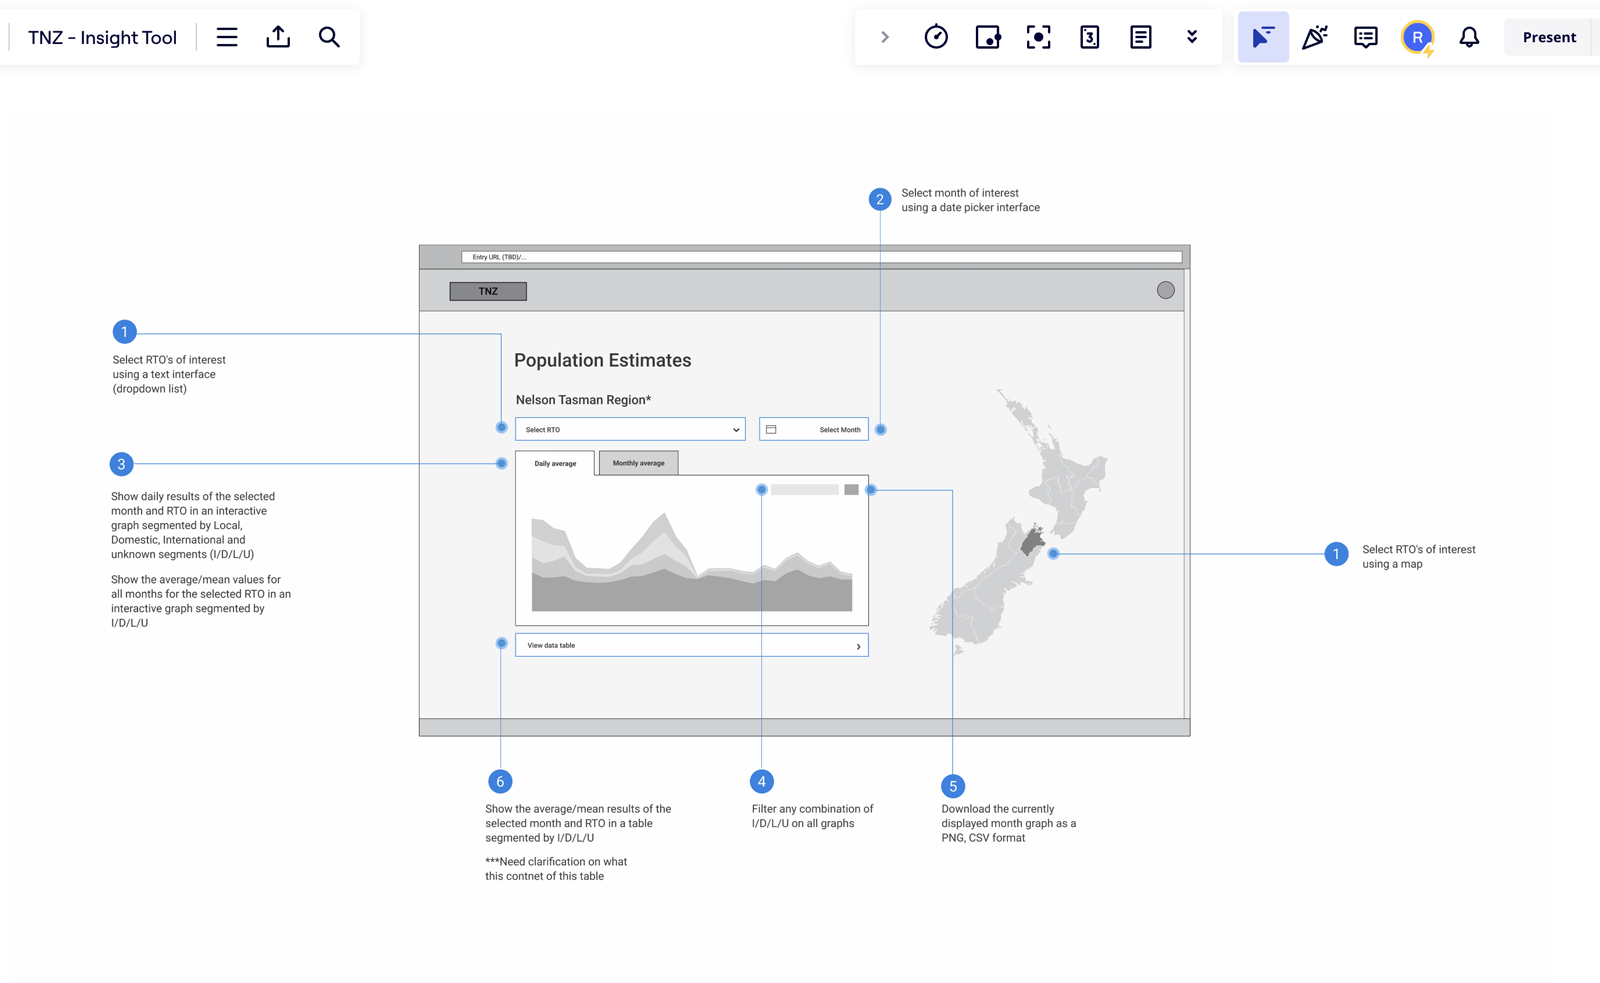 TNZ - Insight Tool
3
R
Present
2
Select month of interest
using a date picker interface
Entry URL (TBD)/...
TNZ
1
Select RTO's of interest
using a text interface
(dropdown list)
Population Estimates
Nelson Tasman Region*
Select RTO
Select Month
3
Daily average
Monthly average
Show daily results of the selected
month and RTO in an interactive
graph segmented by Local,
Domestic, International and
unknown segments (I/D/L/U)
Show the average/mean values for
all months for the selected RTO in an
interactive graph segmented by
I/D/L/U
1
Select RTO's of interest
using a map
View data table
6
Show the average/mean results of the
selected month and RTO in a table
segmented by I/D/L/U
***Need clarification on what
this contnet of this table
4
Filter any combination of
I/D/L/U on all graphs
5
Download the currently
displayed month graph as a
PNG, CSV format